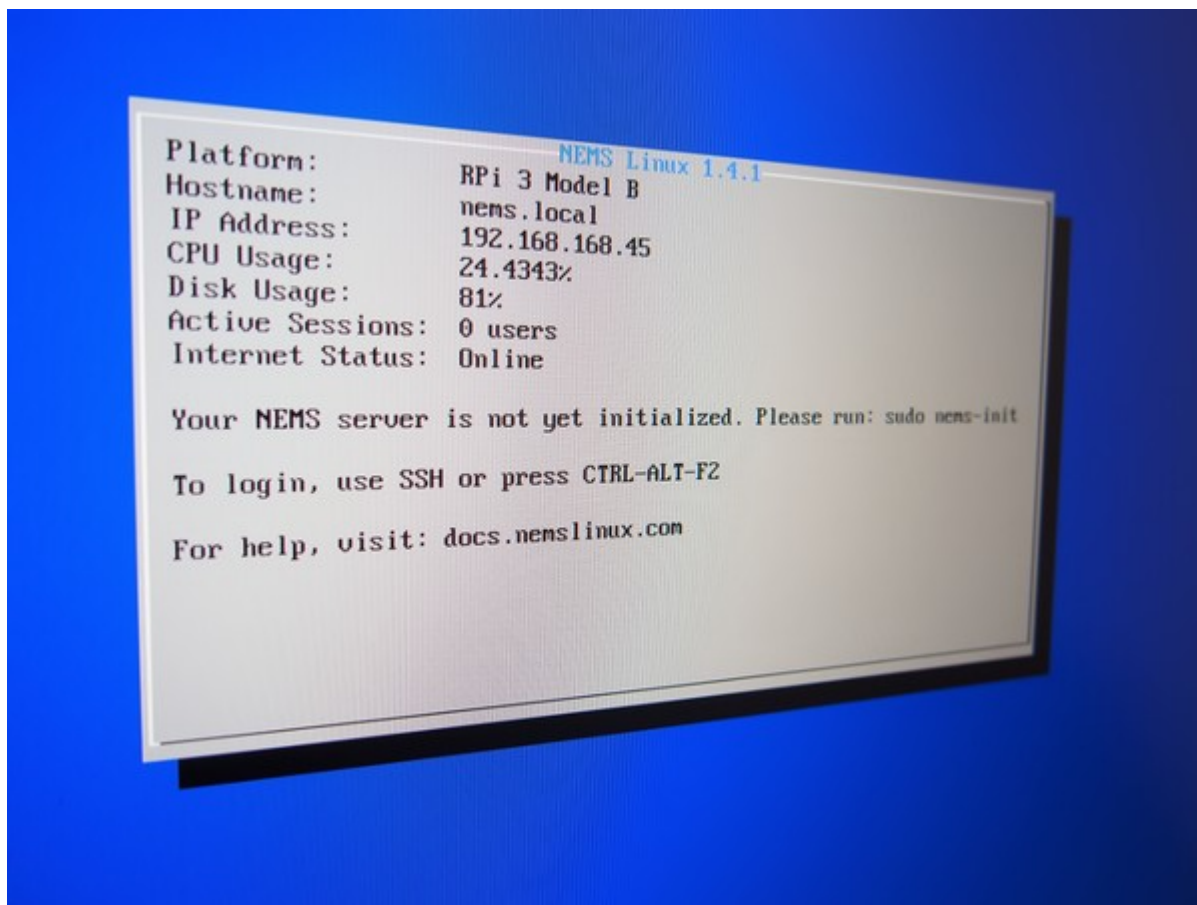 NEMS Linux 1.4.1
Platform: RPi 3 Model B
Hostname: nems.local
IP Address: 192.168.168.45
CPU Usage: 24.4343%
Disk Usage: 81%
Active Sessions: 0 users
Internet Status: Online
Your NEMS server is not yet initialized. Please run: sudo nems-init
To login, use SSH or press CTRL-ALT-F2
For help, visit: docs.nemslinux.com